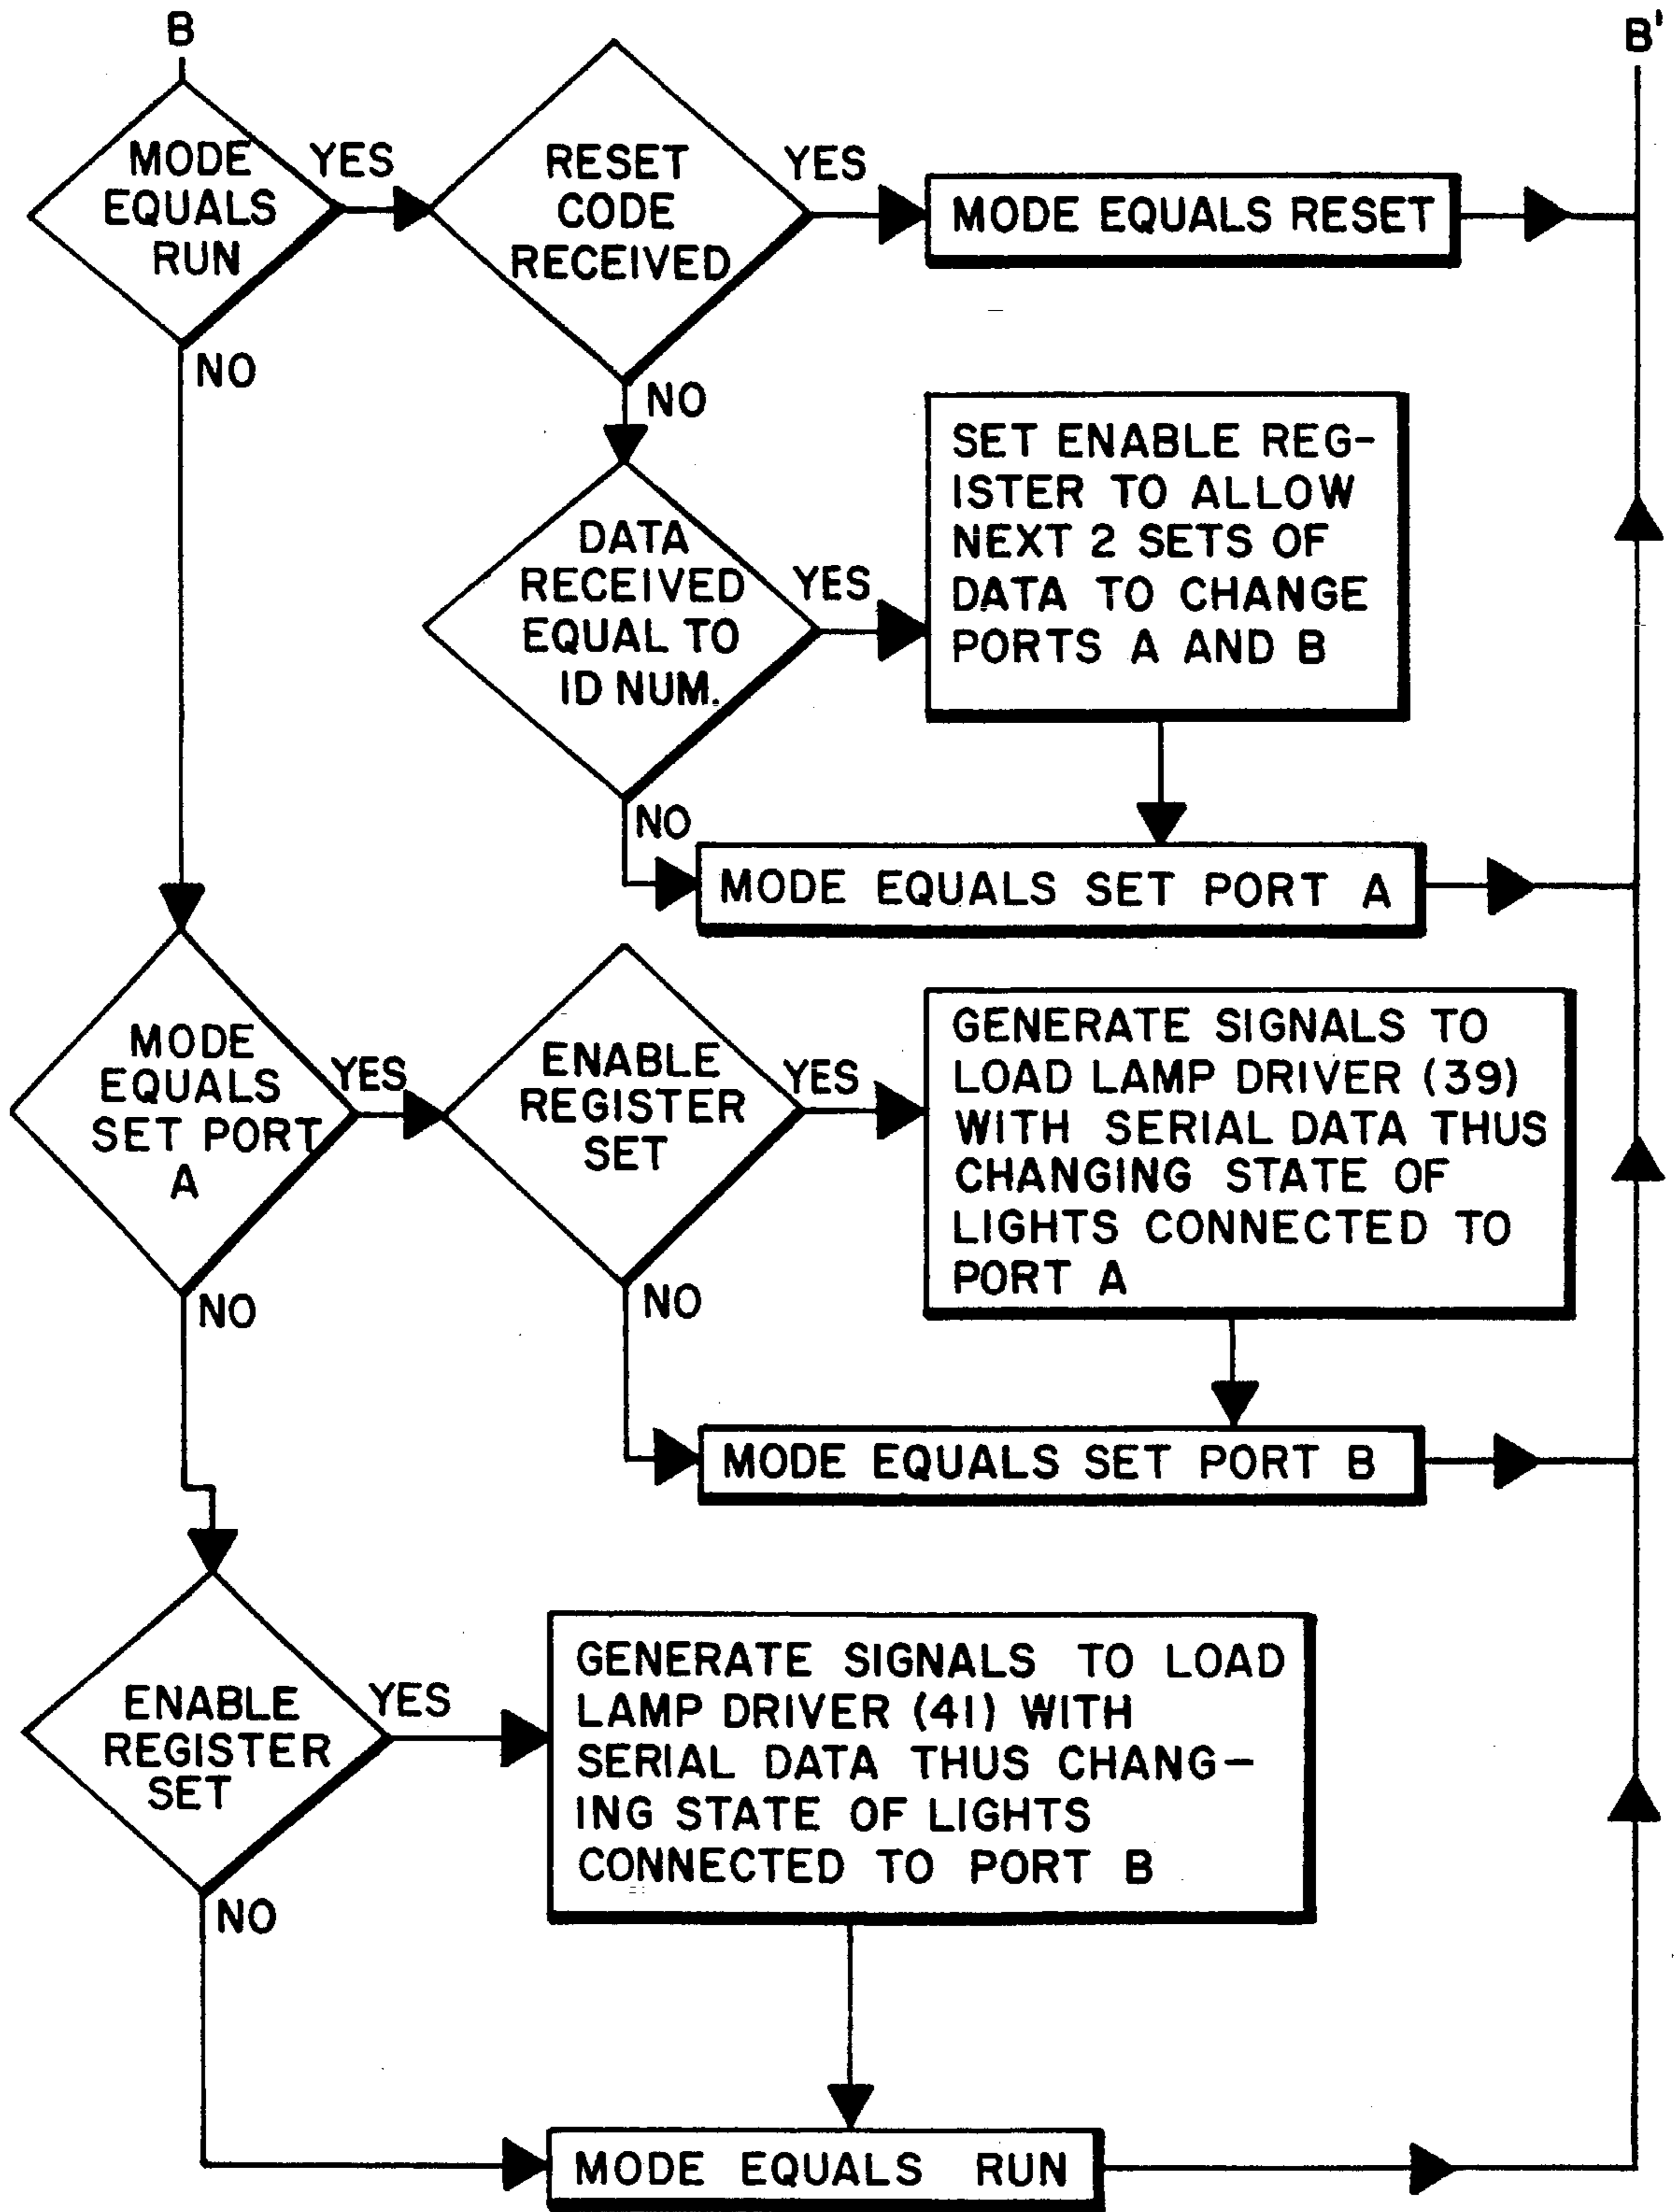 B
B'
MODE
EQUALS
RUN
YES
NO
RESET
CODE
RECEIVED
YES
NO
MODE EQUALS RESET
DATA
RECEIVED
EQUAL TO
ID NUM.
YES
NO
SET ENABLE REG-
ISTER TO ALLOW
NEXT 2 SETS OF
DATA TO CHANGE
PORTS A AND B
MODE EQUALS SET PORT A
MODE
EQUALS
SET PORT
A
YES
NO
ENABLE
REGISTER
SET
YES
NO
GENERATE SIGNALS TO
LOAD LAMP DRIVER (39)
WITH SERIAL DATA THUS
CHANGING STATE OF
LIGHTS CONNECTED TO
PORT A
MODE EQUALS SET PORT B
ENABLE
REGISTER
SET
YES
NO
GENERATE SIGNALS TO LOAD
LAMP DRIVER (41) WITH
SERIAL DATA THUS CHANG-
ING STATE OF LIGHTS
CONNECTED TO PORT B
MODE EQUALS RUN